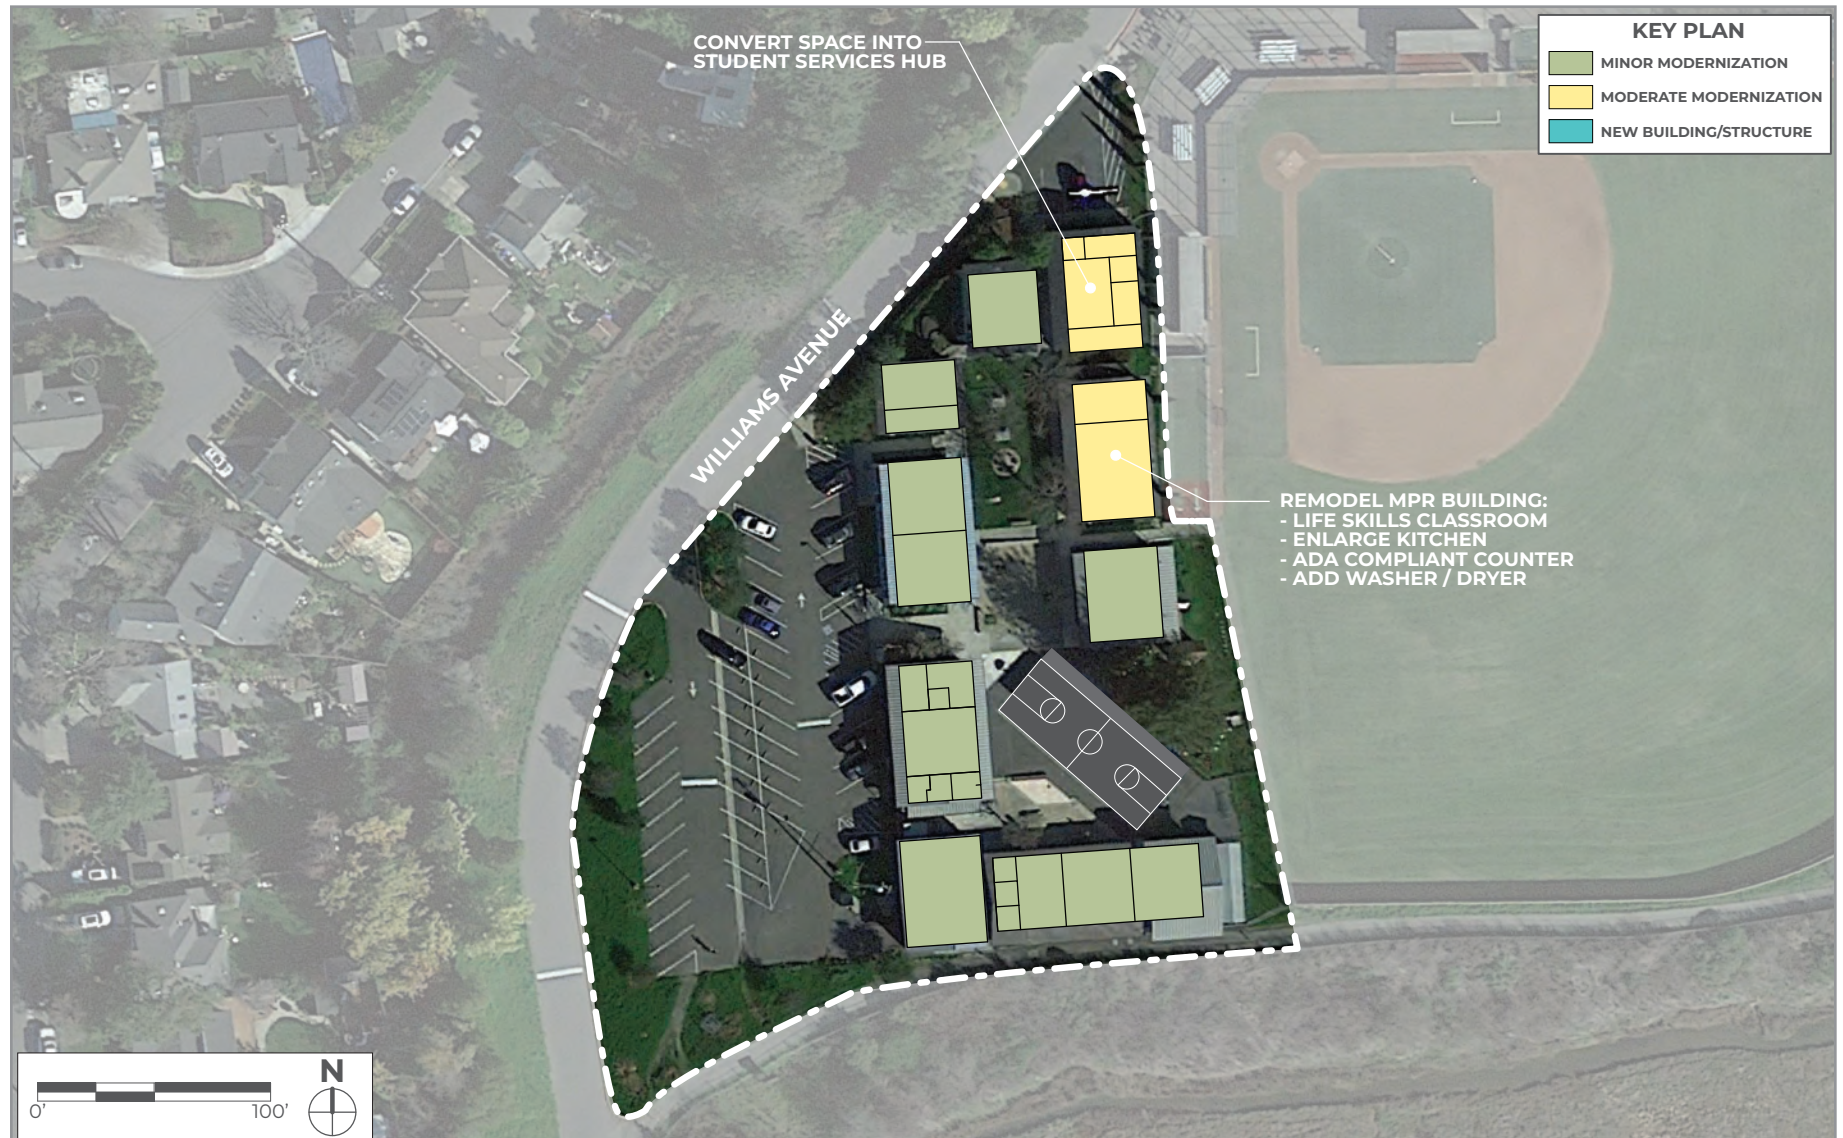 CONVERT SPACE INTO
STUDENT SERVICES HUB
KEY PLAN
MINOR MODERNIZATION
MODERATE MODERNIZATION
NEW BUILDING/STRUCTURE
WILLIAMS AVENUE
REMODEL MPR BUILDING:
- LIFE SKILLS CLASSROOM
- ENLARGE KITCHEN
- ADA COMPLIANT COUNTER
- ADD WASHER / DRYER
N
0' 100'